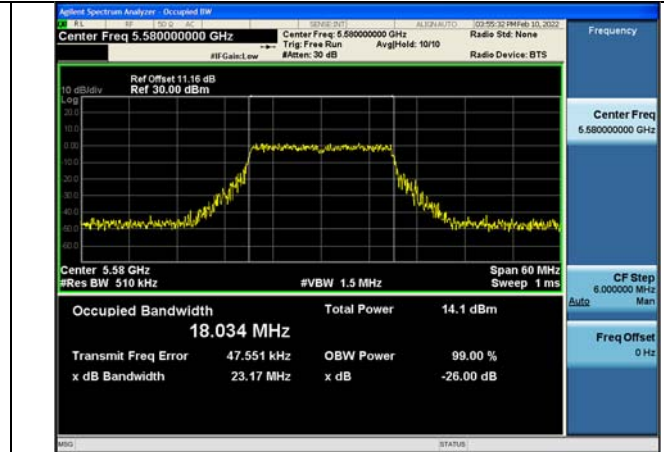 Agilent Spectrum Analyzer - Occupied BW
RL RF 50 Ω AC SENSE:INT ALIGN AUTO 03:55:32 PM Feb 10, 2022
Center Freq 5.580000000 GHz
Center Freq: 5.580000000 GHz
Radio Std: None
Trig: Free Run Avg|Hold: 10/10
#IFGain:Low
#Atten: 30 dB
Radio Device: BTS
Ref Offset 11.16 dB
10 dB/div Ref 30.00 dBm
Log
20.0
10.0
0.00
-10.0
-20.0
-30.0
-40.0
-50.0
-60.0
Center 5.58 GHz
Span 60 MHz
#Res BW 510 kHz
#VBW 1.5 MHz
Sweep 1 ms
Occupied Bandwidth
Total Power 14.1 dBm
18.034 MHz
Transmit Freq Error 47.551 kHz
OBW Power 99.00 %
x dB Bandwidth 23.17 MHz
x dB -26.00 dB
MSG
STATUS
Frequency
Center Freq
5.580000000 GHz
CF Step
6.000000 MHz
Auto Man
Freq Offset
0 Hz